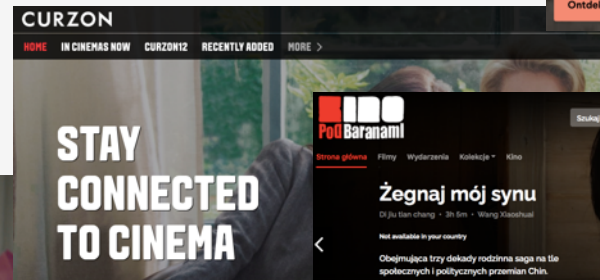 Ontdel
CURZON
HOME IN CINEMAS NOW CURZON12 RECENTLY ADDED MORE >
STAY
CONNECTED
TO CINEMA
KINO
Pod Baranami
Szukaj
Strona główna Filmy Wydarzenia Kolekcje Kino
Żegnaj mój synu
Di jiu tian chang • 3h 5m • Wang Xiaoshuai
Not available in your country
Obejmująca trzy dekady rodzinna saga na tle
społecznych i politycznych przemian Chin.